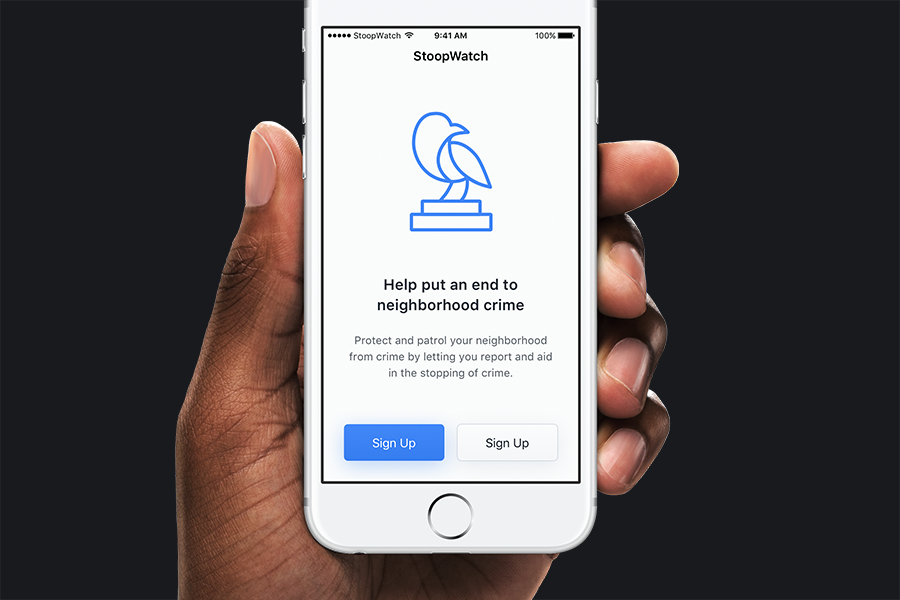 StoopWatch 9:41 AM 100%
StoopWatch
Help put an end to
neighborhood crime
Protect and patrol your neighborhood
from crime by letting you report and aid
in the stopping of crime.
Sign Up Sign Up